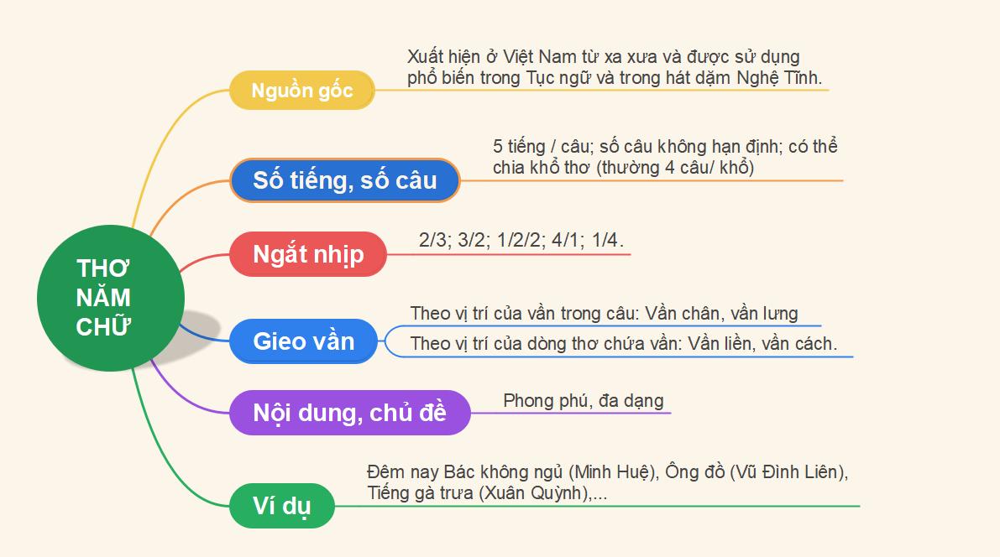 THƠ
NĂM
CHỮ
Nguồn gốc
Xuất hiện ở Việt Nam từ xa xưa và được sử dụng
phổ biến trong Tục ngữ và trong hát dặm Nghệ Tĩnh.
Số tiếng, số câu
5 tiếng / câu; số câu không hạn định; có thể
chia khổ thơ (thường 4 câu/ khổ)
Ngắt nhịp
2/3; 3/2; 1/2/2; 4/1; 1/4.
Gieo vần
Theo vị trí của vần trong câu: Vần chân, vần lưng
Theo vị trí của dòng thơ chứa vần: Vần liền, vần cách.
Nội dung, chủ đề
Phong phú, đa dạng
Ví dụ
Đêm nay Bác không ngủ (Minh Huệ), Ông đồ (Vũ Đình Liên),
Tiếng gà trưa (Xuân Quỳnh),...